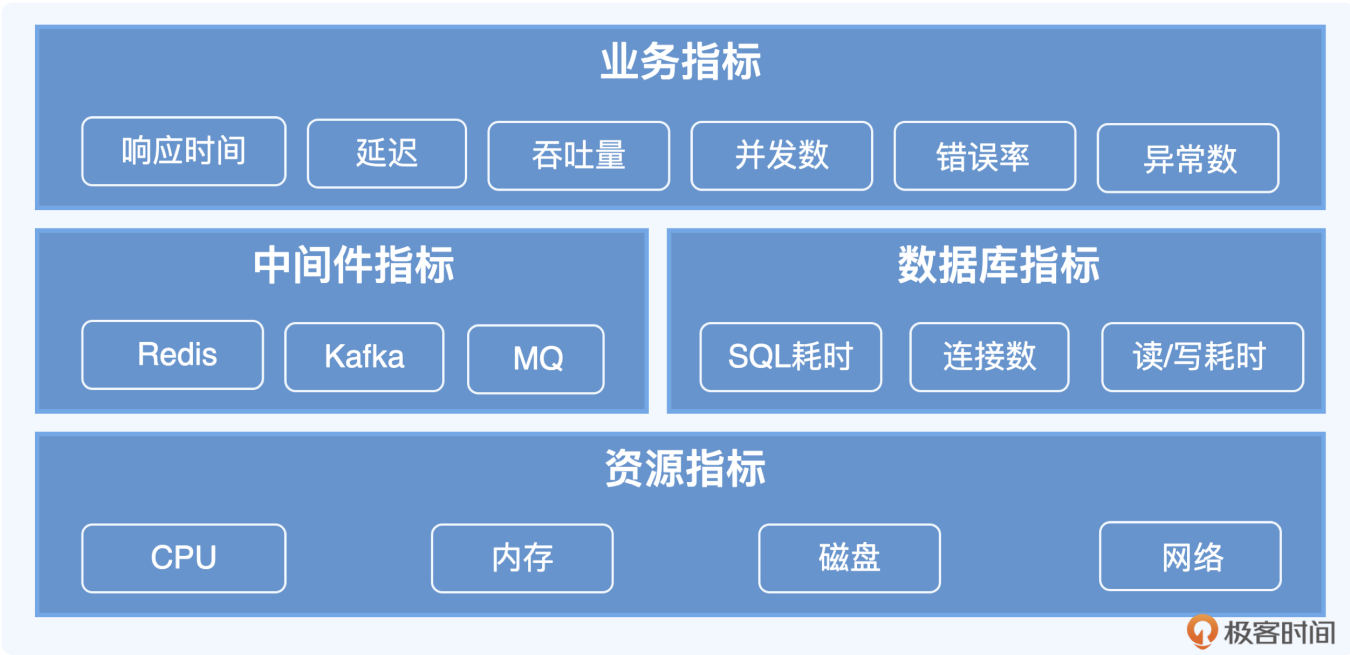 业务指标
响应时间 延迟 吞吐量 并发数 错误率 异常数
中间件指标
Redis Kafka MQ
数据库指标
SQL耗时 连接数 读/写耗时
资源指标
CPU 内存 磁盘 网络
极客时间